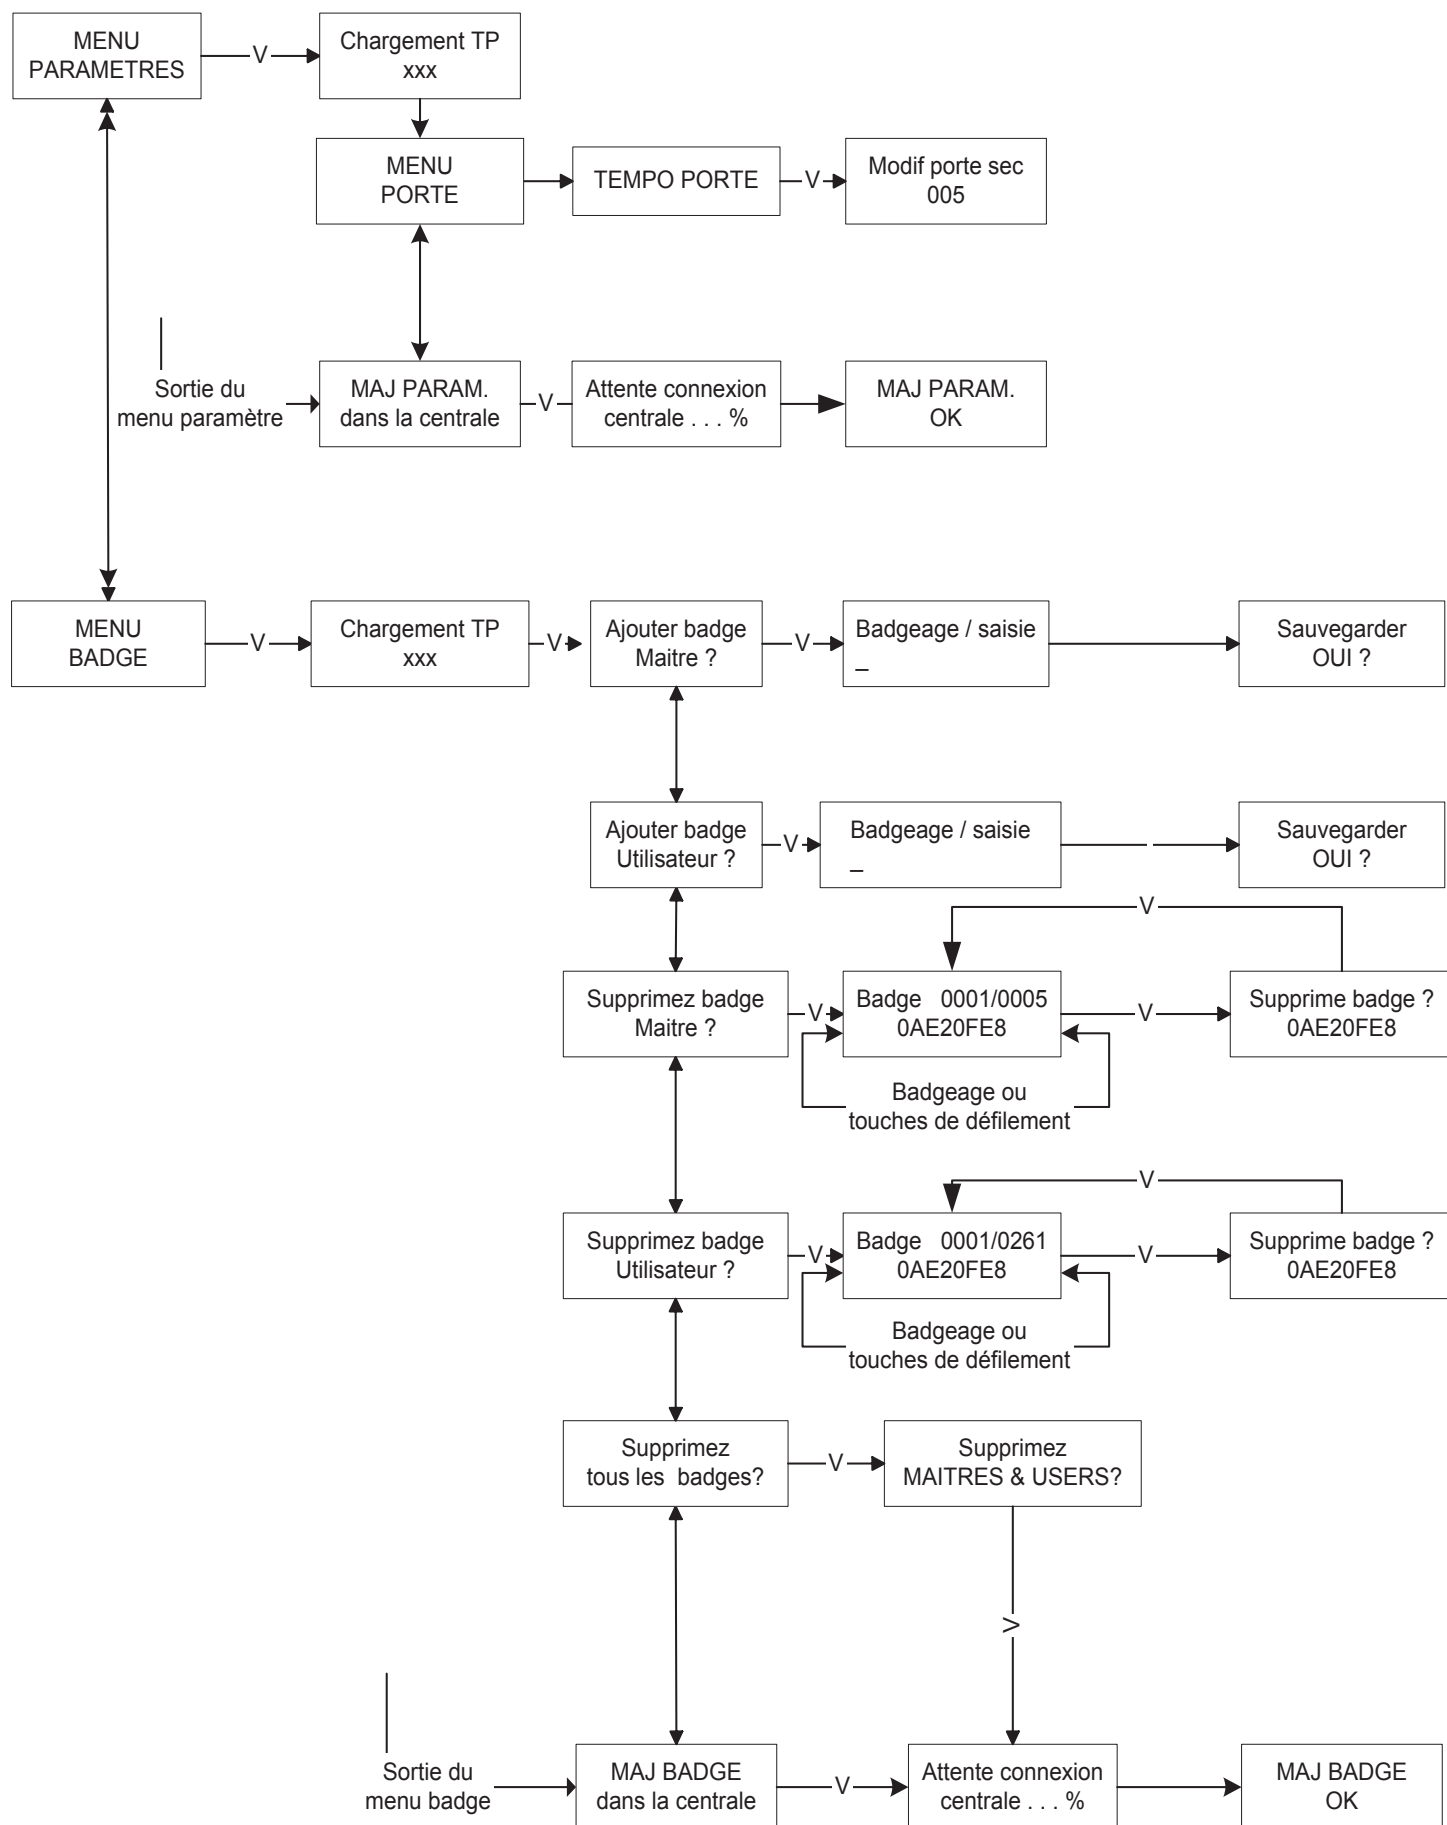 MENU
PARAMETRES
V
Chargement TP
xxx
MENU
PORTE
TEMPO PORTE
V
Modif porte sec
005
Sortie du
menu paramètre
MAJ PARAM.
dans la centrale
V
Attente connexion
centrale . . . %
MAJ PARAM.
OK
MENU
BADGE
V
Chargement TP
xxx
V
Ajouter badge
Maitre ?
V
Badgeage / saisie
_
Sauvegarder
OUI ?
Ajouter badge
Utilisateur ?
V
Badgeage / saisie
_
Sauvegarder
OUI ?
V
Supprimez badge
Maitre ?
V
Badge 0001/0005
0AE20FE8
V
Supprime badge ?
0AE20FE8
Badgeage ou
touches de défilement
V
Supprimez badge
Utilisateur ?
V
Badge 0001/0261
0AE20FE8
V
Supprime badge ?
0AE20FE8
Badgeage ou
touches de défilement
Supprimez
tous les badges?
V
Supprimez
MAITRES & USERS?
V
Sortie du
menu badge
MAJ BADGE
dans la centrale
V
Attente connexion
centrale . . . %
MAJ BADGE
OK